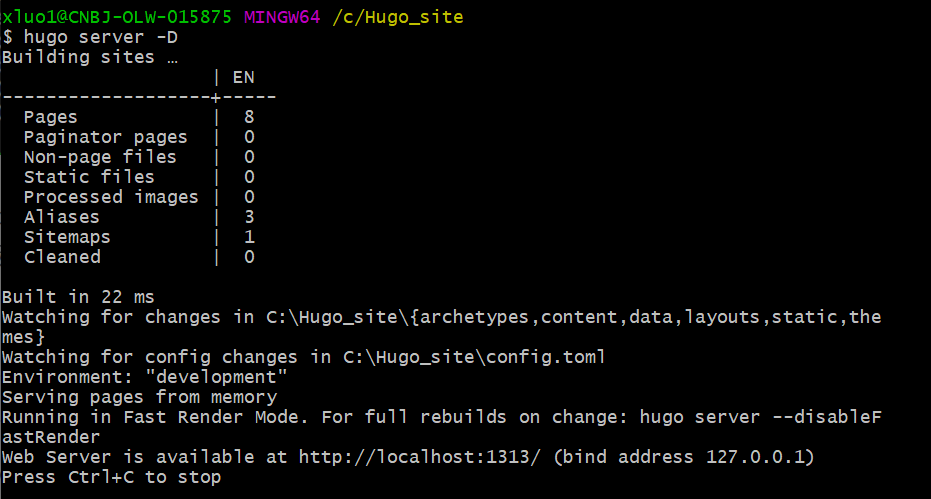 xluo1@CNBJ-OLW-015875 MINGW64 /c/Hugo_site
$ hugo server -D
Building sites …
                   | EN
-------------------+-----
  Pages            |  8
  Paginator pages  |  0
  Non-page files   |  0
  Static files     |  0
  Processed images |  0
  Aliases          |  3
  Sitemaps         |  1
  Cleaned          |  0

Built in 22 ms
Watching for changes in C:\Hugo_site\{archetypes,content,data,layouts,static,the
mes}
Watching for config changes in C:\Hugo_site\config.toml
Environment: "development"
Serving pages from memory
Running in Fast Render Mode. For full rebuilds on change: hugo server --disableF
astRender
Web Server is available at http://localhost:1313/ (bind address 127.0.0.1)
Press Ctrl+C to stop